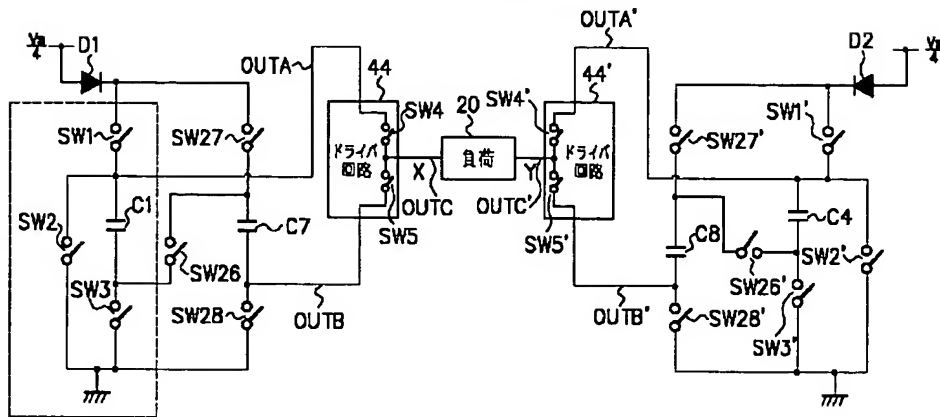 OUTA'
Vs/4
D1
OUTA
44
44'
D2
Vs/4
SW4
SW4'
20
SW1
SW27
ドライバ
回路
負荷
ドライバ
回路
SW27'
SW1'
X
Y
OUTC
OUTC'
SW2
C1
C7
SW5
SW5'
C8
C4
SW26
SW26'
SW2'
SW3
SW28
OUTB
OUTB'
SW28'
SW3'